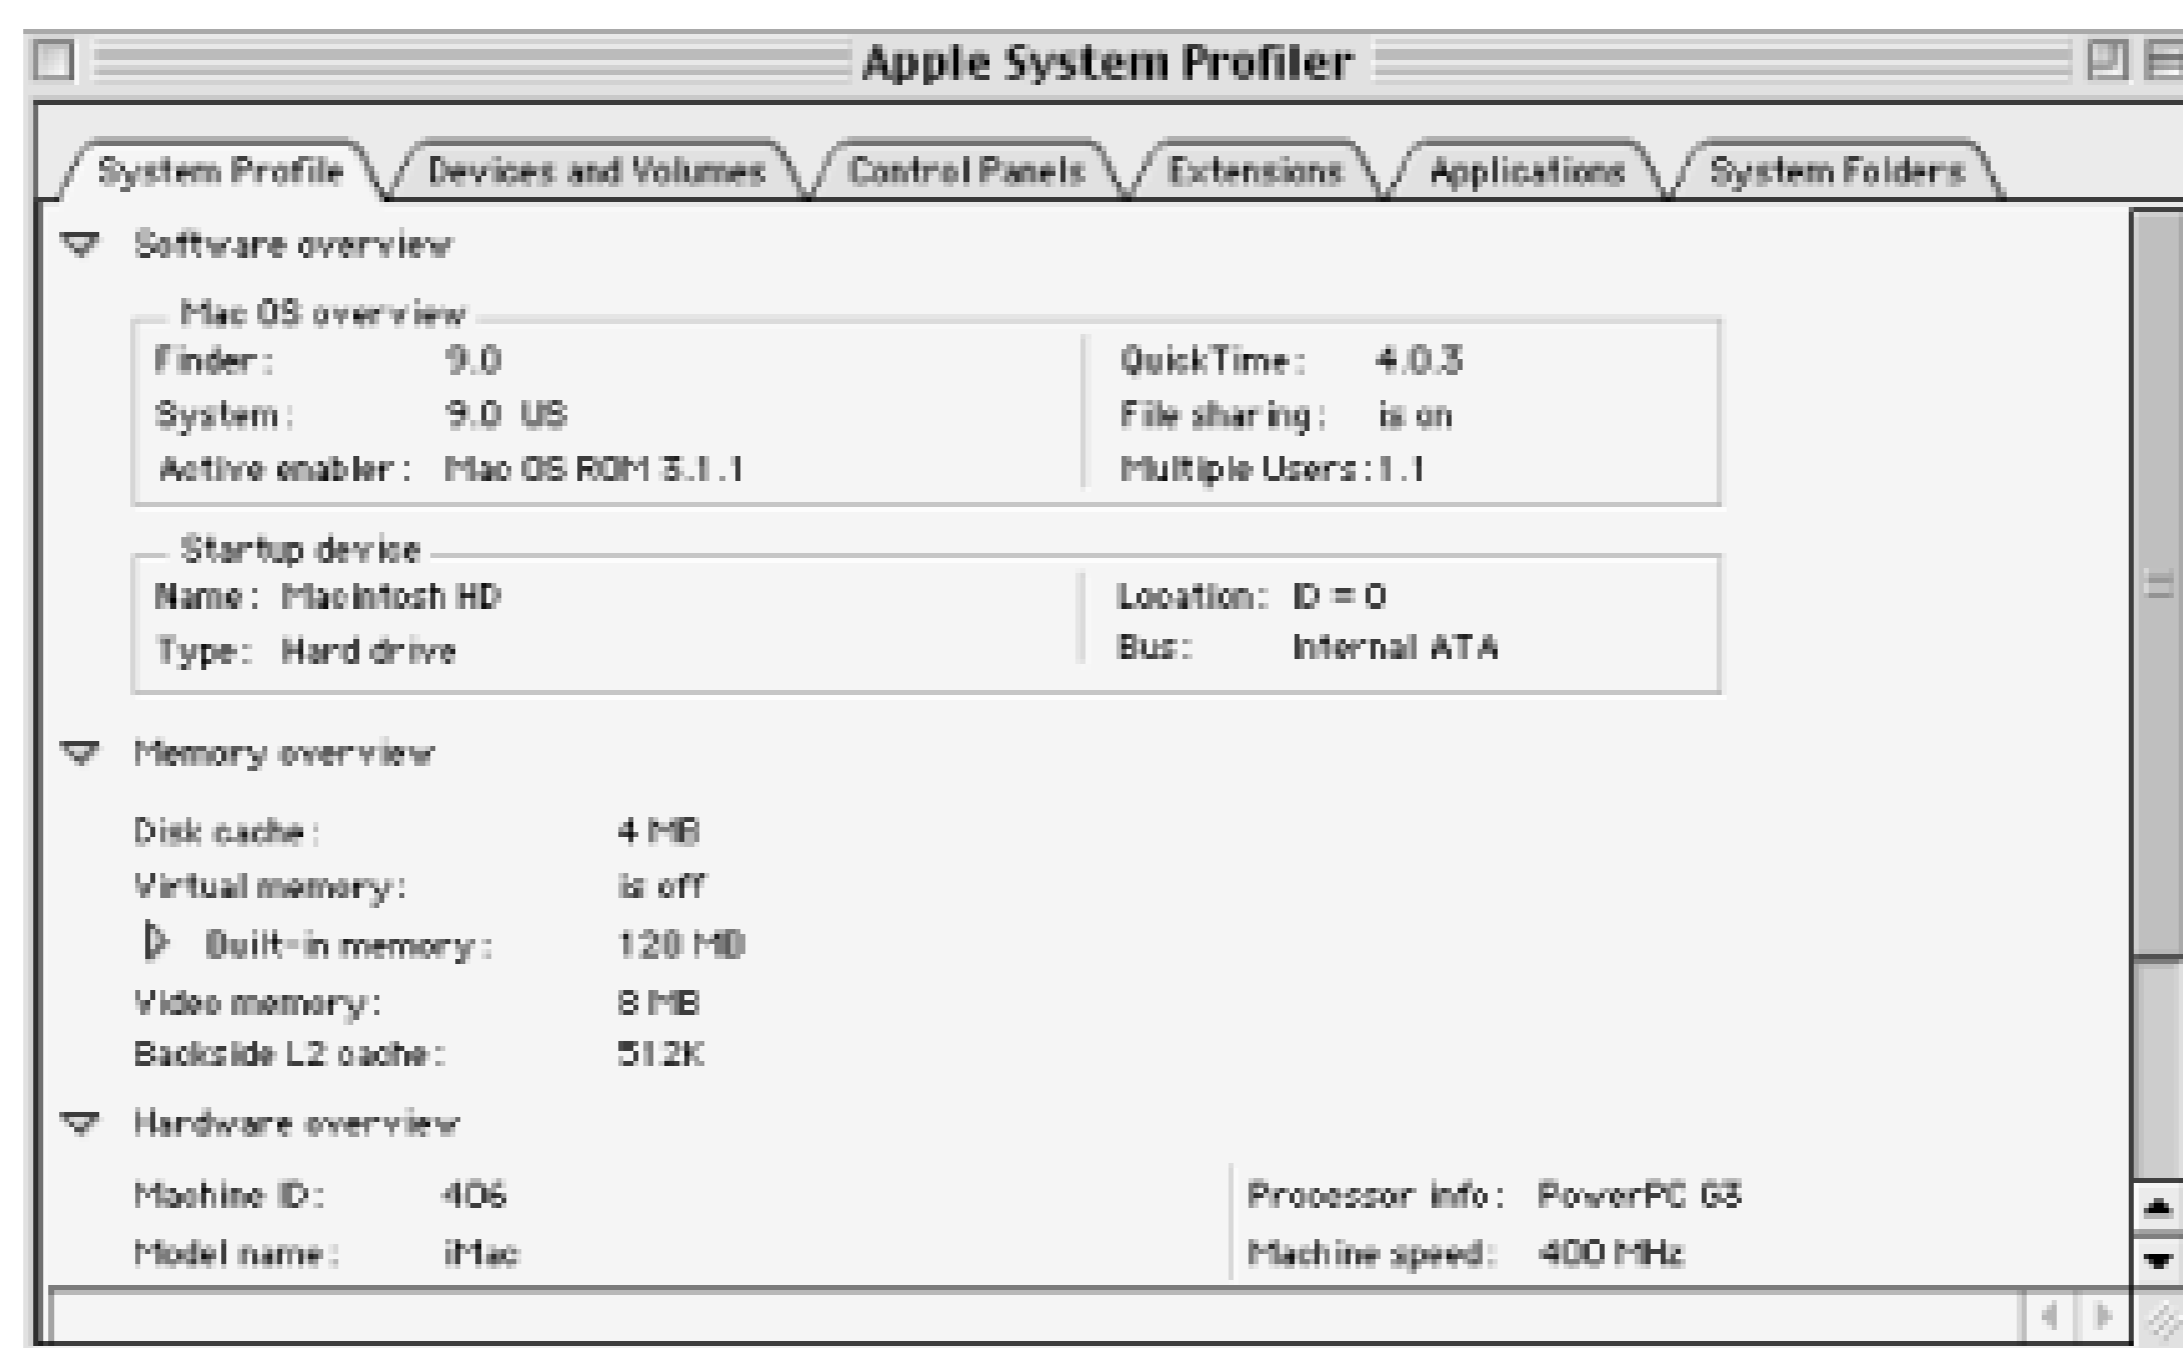 Apple System Profiler
System Profile Devices and Volumes Control Panels Extensions Applications System Folders
Software overview
Mac OS overview
Finder: 9.0 QuickTime: 4.0.3
System: 9.0 US File sharing: is on
Active enabler: Mac OS ROM 3.1.1 Multiple Users: 1.1
Startup device
Name: Macintosh HD Location: ID = 0
Type: Hard drive Bus: Internal ATA
Memory overview
Disk cache: 4 MB
Virtual memory: is off
Built-in memory: 128 MB
Video memory: 8 MB
Backside L2 cache: 512K
Hardware overview
Machine ID: 406 Processor info: PowerPC G3
Model name: iMac Machine speed: 400 MHz